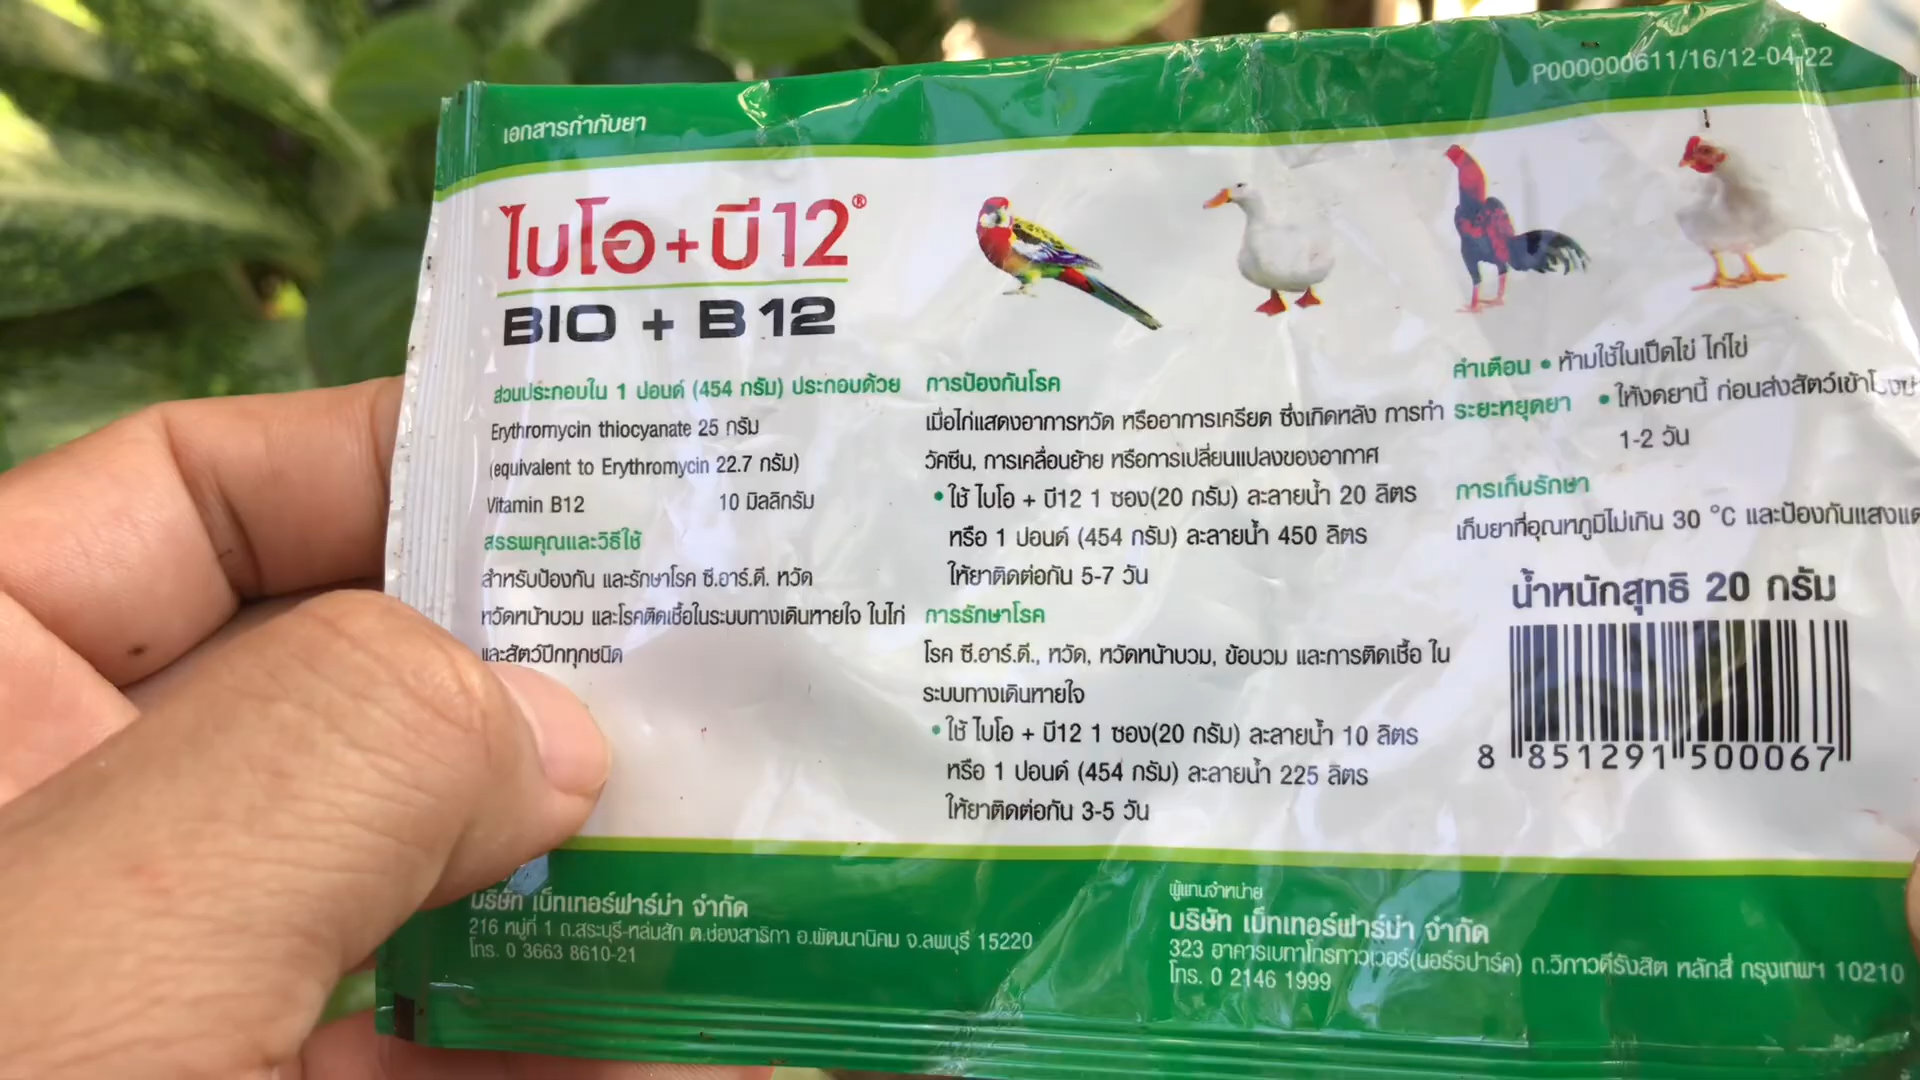 P000000611/16/12-04-22
เอกสารกำกับยา
ไบโอ+บี12®
BIO + B12
ส่วนประกอบใน 1 ปอนด์ (454 กรัม) ประกอบด้วย
Erythromycin thiocyanate 25 กรัม
(equivalent to Erythromycin 22.7 กรัม)
Vitamin B12 10 มิลลิกรัม
สรรพคุณและวิธีใช้
สำหรับป้องกัน และรักษาโรค ซี.อาร์.ดี. หวัด
หวัดหน้าบวม และโรคติดเชื้อในระบบทางเดินหายใจ ในไก่
และสัตว์ปีกทุกชนิด
การป้องกันโรค
เมื่อไก่แสดงอาการหวัด หรืออาการเครียด ซึ่งเกิดหลัง การทำ
วัคซีน, การเคลื่อนย้าย หรือการเปลี่ยนแปลงของอากาศ
• ใช้ ไบโอ + บี12 1 ซอง(20 กรัม) ละลายน้ำ 20 ลิตร
หรือ 1 ปอนด์ (454 กรัม) ละลายน้ำ 450 ลิตร
ให้ยาติดต่อกัน 5-7 วัน
การรักษาโรค
โรค ซี.อาร์.ดี., หวัด, หวัดหน้าบวม, ข้อบวม และการติดเชื้อ ใน
ระบบทางเดินหายใจ
• ใช้ ไบโอ + บี12 1 ซอง(20 กรัม) ละลายน้ำ 10 ลิตร
หรือ 1 ปอนด์ (454 กรัม) ละลายน้ำ 225 ลิตร
ให้ยาติดต่อกัน 3-5 วัน
คำเตือน • ห้ามใช้ในเป็ดไข่ ไก่ไข่
ระยะหยุดยา • ให้งดยานี้ ก่อนส่งสัตว์เข้า
1-2 วัน
การเก็บรักษา
เก็บยาที่อุณหภูมิไม่เกิน 30 °C และป้องกันแสงแด
น้ำหนักสุทธิ 20 กรัม
8 851291 500067
บริษัท เบ็ทเทอร์ฟาร์ม่า จำกัด
216 หมู่ที่ 1 ถ.สระบุรี-หล่มสัก ต.ช่องสาริกา อ.พัฒนานิคม จ.ลพบุรี 15220
โทร. 0 3663 8610-21
ผู้แทนจำหน่าย
บริษัท เบ็ทเทอร์ฟาร์ม่า จำกัด
323 อาคารเบทาโกรทาวเวอร์(นอร์ธปาร์ค) ถ.วิภาวดีรังสิต หลักสี่ กรุงเทพฯ 10210
โทร. 0 2146 1999